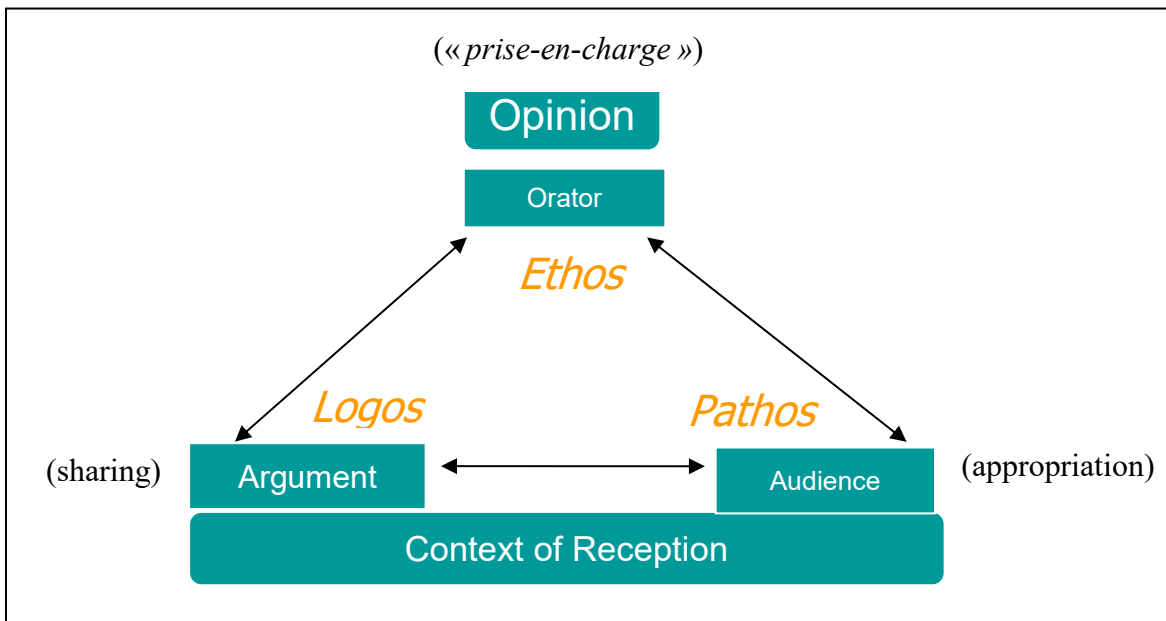 (« prise-en-charge »)
Opinion
Orator
Ethos
Logos
Pathos
(sharing)
Argument
Audience
(appropriation)
Context of Reception